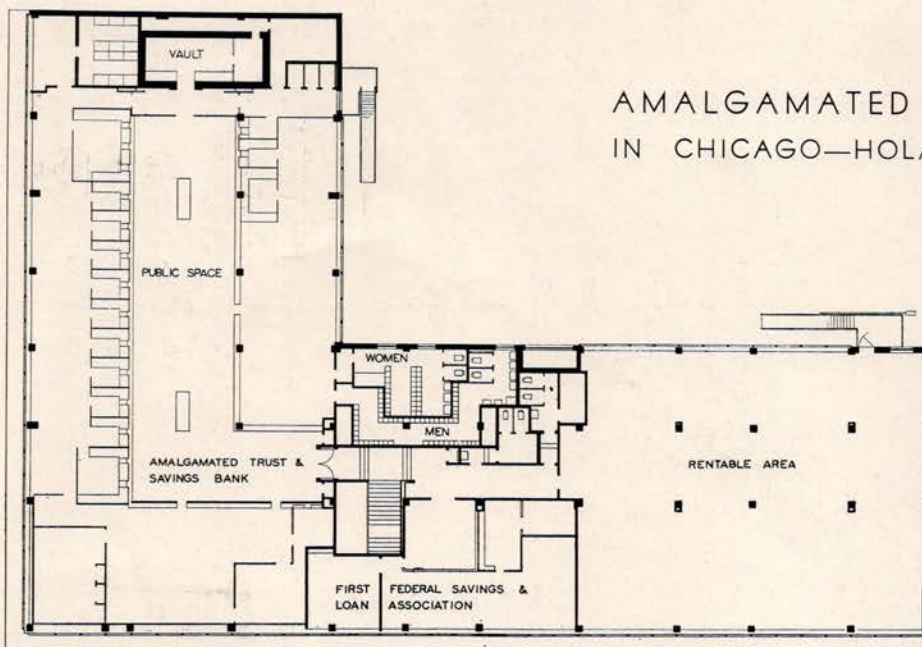 AMALGAMATED
IN CHICAGO—HOLA
VAULT
PUBLIC SPACE
WOMEN
MEN
AMALGAMATED TRUST &
SAVINGS BANK
RENTABLE AREA
FIRST FEDERAL SAVINGS &
LOAN ASSOCIATION